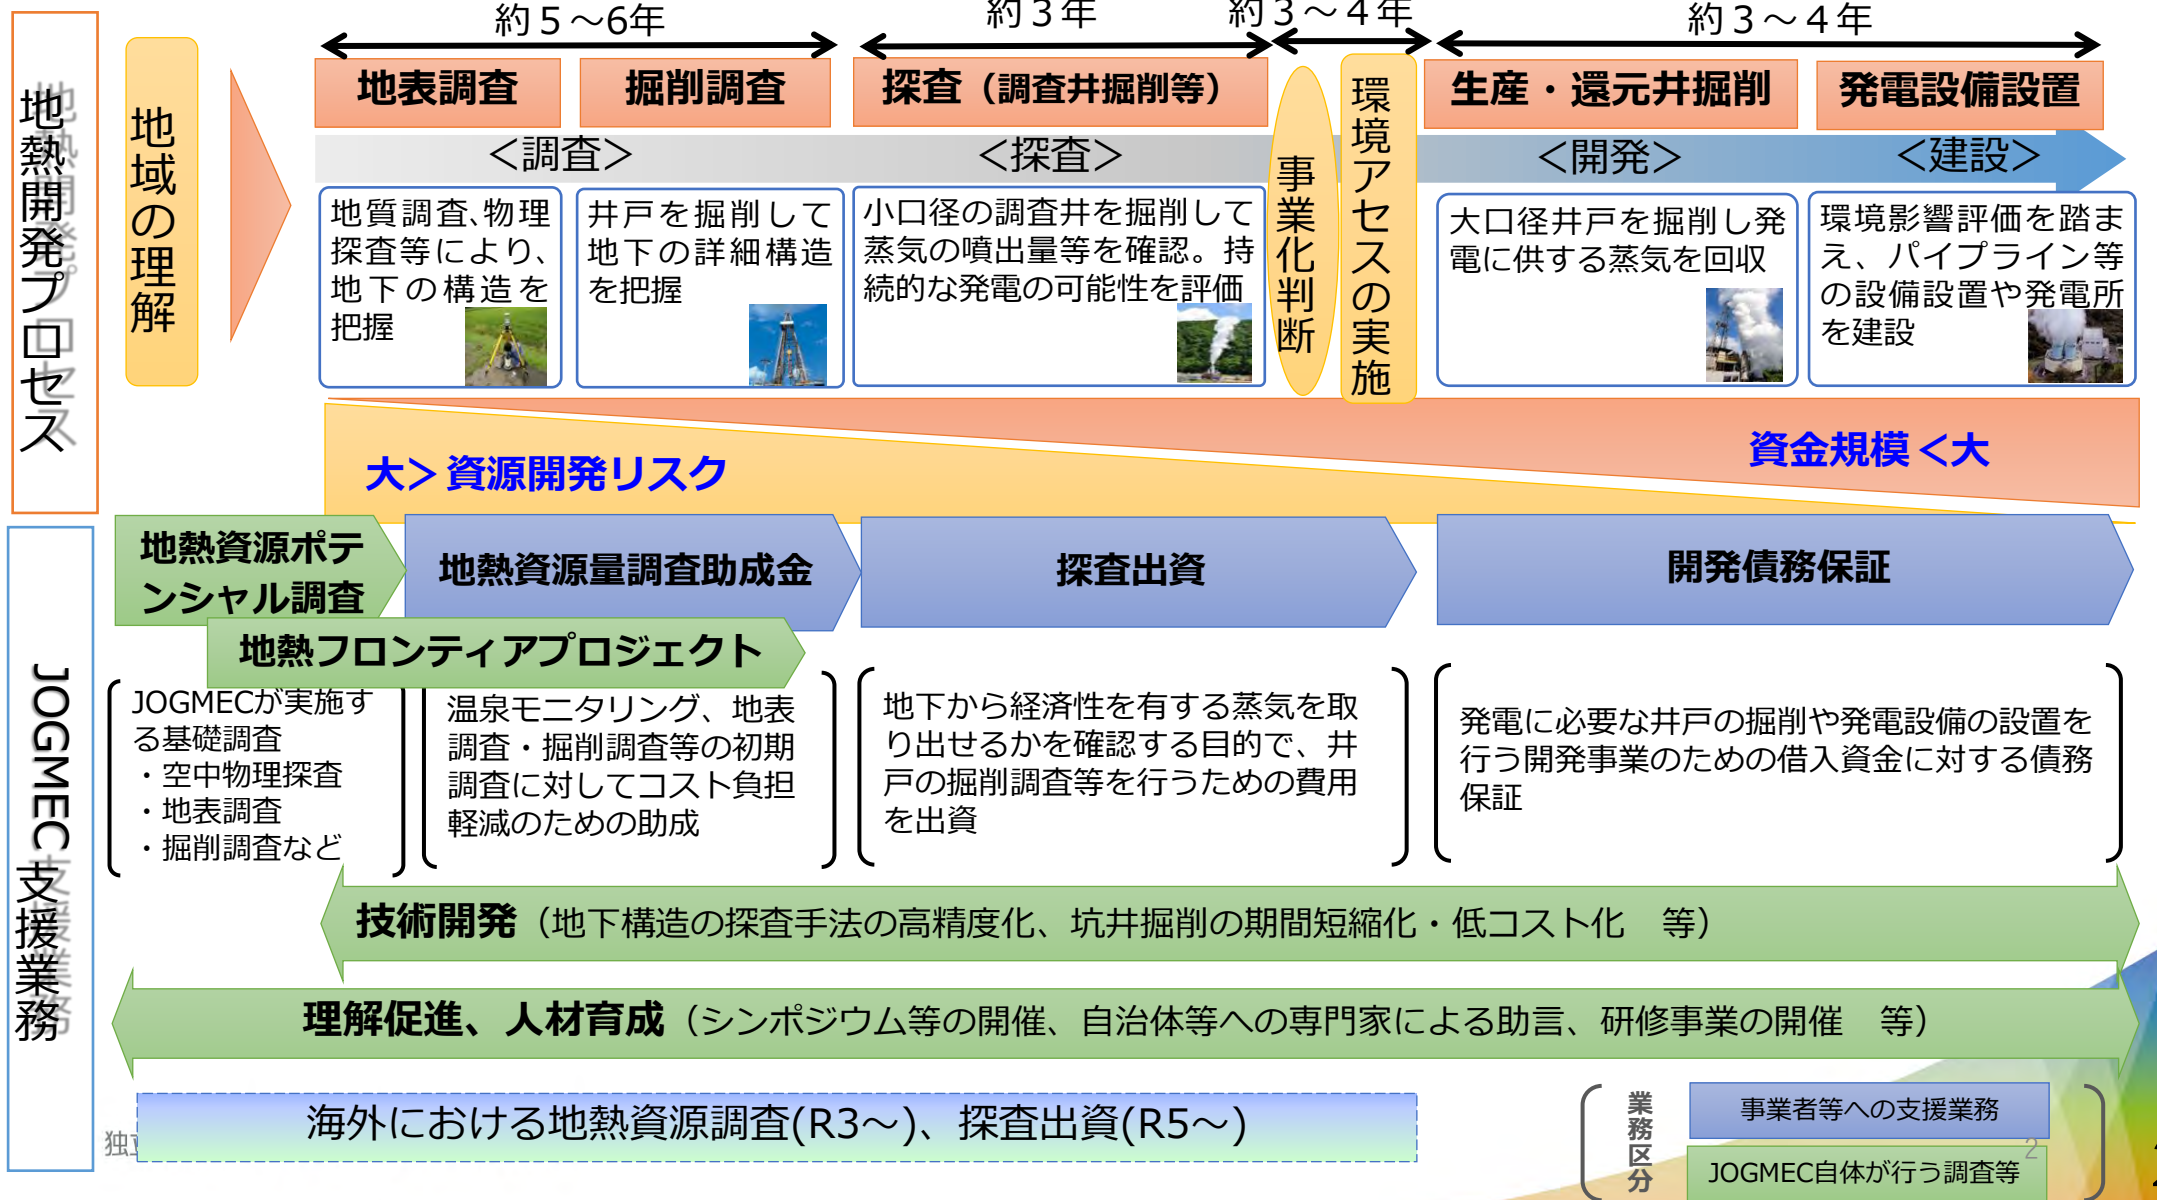 約５～6年
約３年
約３～４年
約３～４年
地熱開発プロセス
地域の理解
地表調査
掘削調査
探査（調査井掘削等）
事業化判断
環境アセスの実施
生産・還元井掘削
発電設備設置
＜調査＞
＜探査＞
＜開発＞
＜建設＞
地質調査、物理
探査等により、
地下の構造を
把握
井戸を掘削して
地下の詳細構造
を把握
小口径の調査井を掘削して
蒸気の噴出量等を確認。持
続的な発電の可能性を評価
大口径井戸を掘削し発
電に供する蒸気を回収
環境影響評価を踏ま
え、パイプライン等
の設備設置や発電所
を建設
大＞資源開発リスク
資金規模＜大
JOGMEC支援業務
地熱資源ポテ
ンシャル調査
地熱資源量調査助成金
探査出資
開発債務保証
地熱フロンティアプロジェクト
JOGMECが実施す
る基礎調査
・空中物理探査
・地表調査
・掘削調査など
温泉モニタリング、地表
調査・掘削調査等の初期
調査に対してコスト負担
軽減のための助成
地下から経済性を有する蒸気を取
り出せるかを確認する目的で、井
戸の掘削調査等を行うための費用
を出資
発電に必要な井戸の掘削や発電設備の設置を
行う開発事業のための借入資金に対する債務
保証
技術開発（地下構造の探査手法の高精度化、坑井掘削の期間短縮化・低コスト化　等）
理解促進、人材育成（シンポジウム等の開催、自治体等への専門家による助言、研修事業の開催　等）
海外における地熱資源調査(R3～)、探査出資(R5～)
業務区分
事業者等への支援業務
JOGMEC自体が行う調査等
2